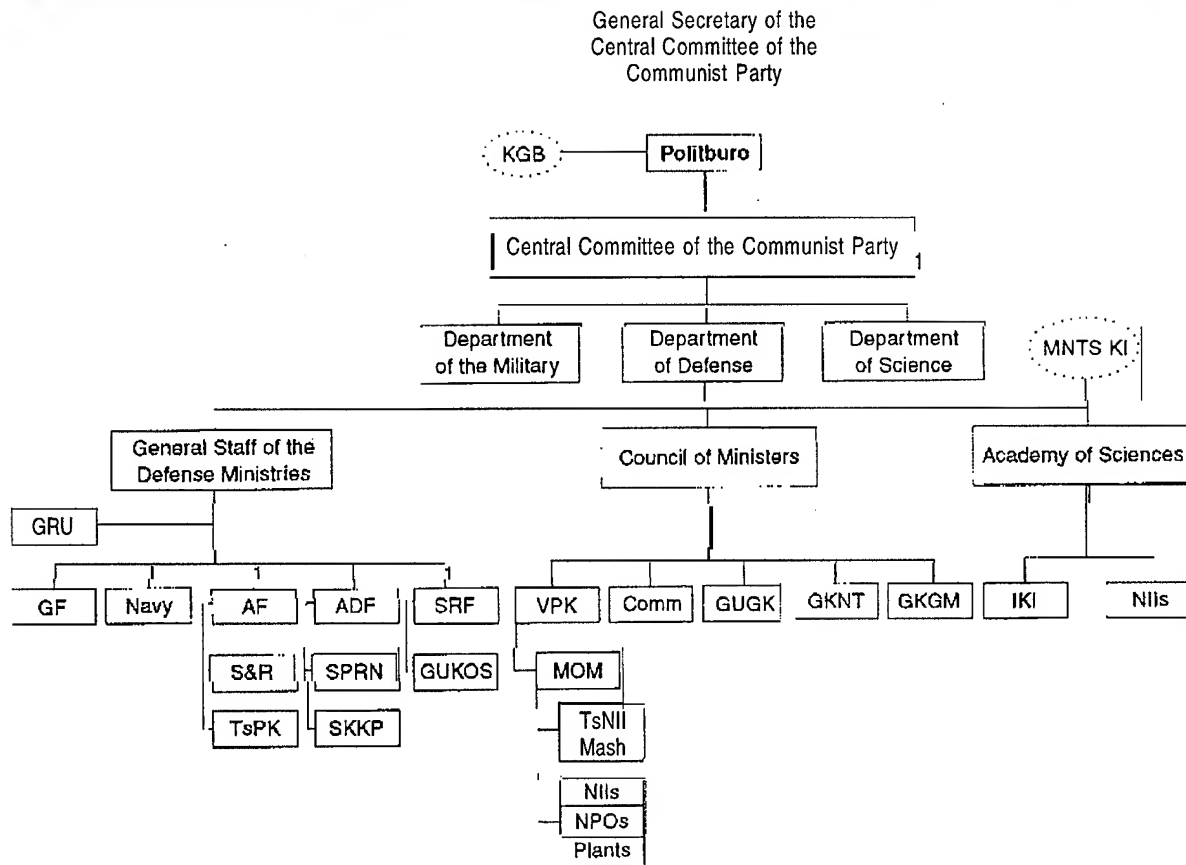 General Secretary of the
Central Committee of the
Communist Party
KGB
Politburo
Central Committee of the Communist Party
1
Department
of the Military
Department
of Defense
Department
of Science
MNTS KI
General Staff of the
Defense Ministries
Council of Ministers
Academy of Sciences
GRU
1
1
GF
Navy
AF
ADF
SRF
VPK
Comm
GUGK
GKNT
GKGM
IKI
NIIs
S&R
SPRN
GUKOS
MOM
TsPK
SKKP
TsNII
Mash
NIIs
NPOs
Plants